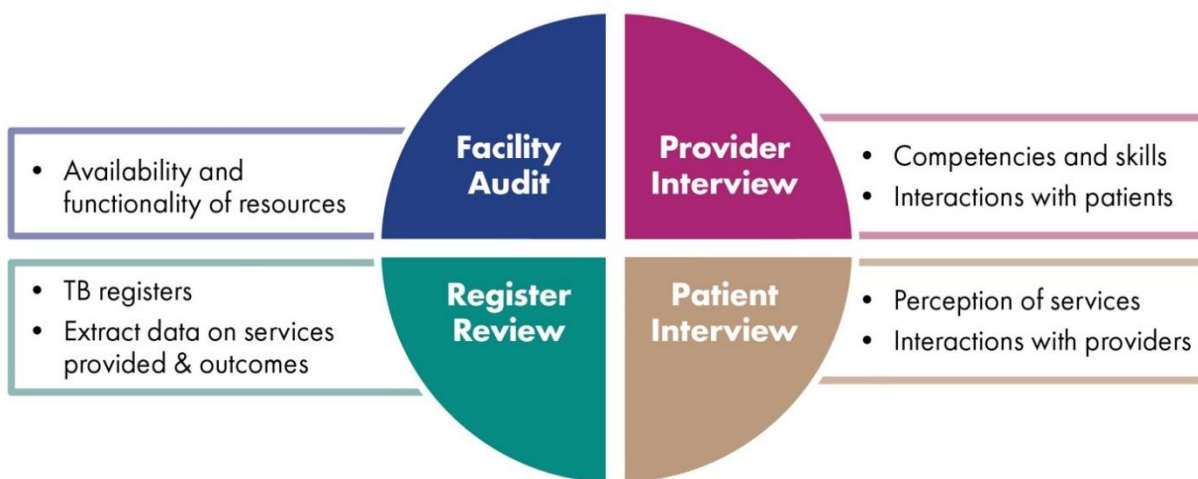 Facility
Audit
Provider
Interview
• Availability and
functionality of resources
• Competencies and skills
• Interactions with patients
Register
Review
Patient
Interview
• TB registers
• Extract data on services
provided & outcomes
• Perception of services
• Interactions with providers